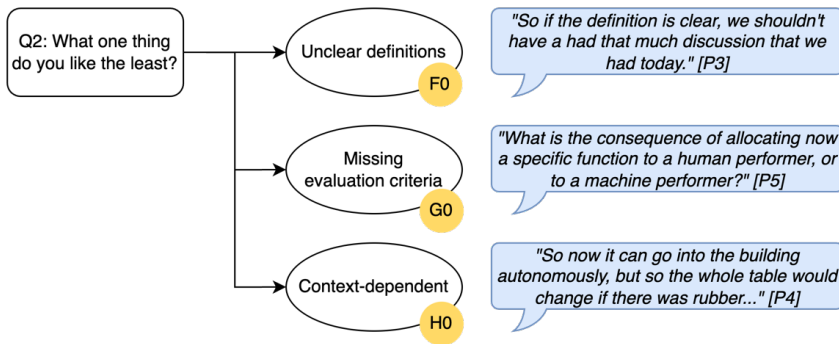 Q2: What one thing
do you like the least?
Unclear definitions
F0
"So if the definition is clear, we shouldn't
have a had that much discussion that we
had today." [P3]
Missing
evaluation criteria
G0
"What is the consequence of allocating now
a specific function to a human performer, or
to a machine performer?" [P5]
Context-dependent
H0
"So now it can go into the building
autonomously, but so the whole table would
change if there was rubber..." [P4]